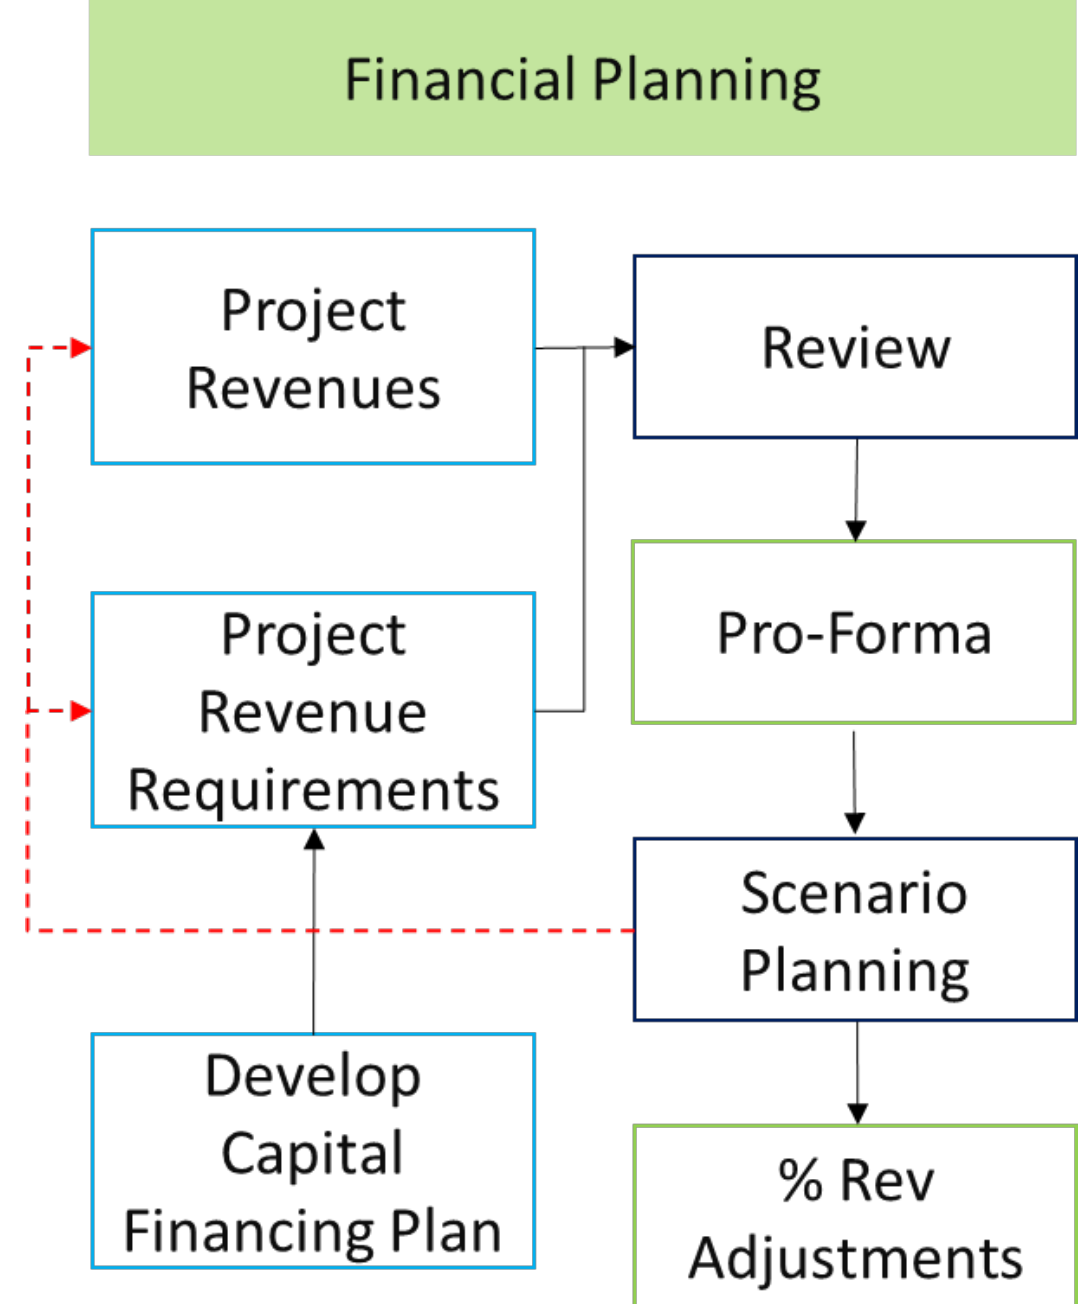 Financial Planning
Project
Revenues
Review
Project
Revenue
Requirements
Pro-Forma
Scenario
Planning
Develop
Capital
Financing Plan
% Rev
Adjustments